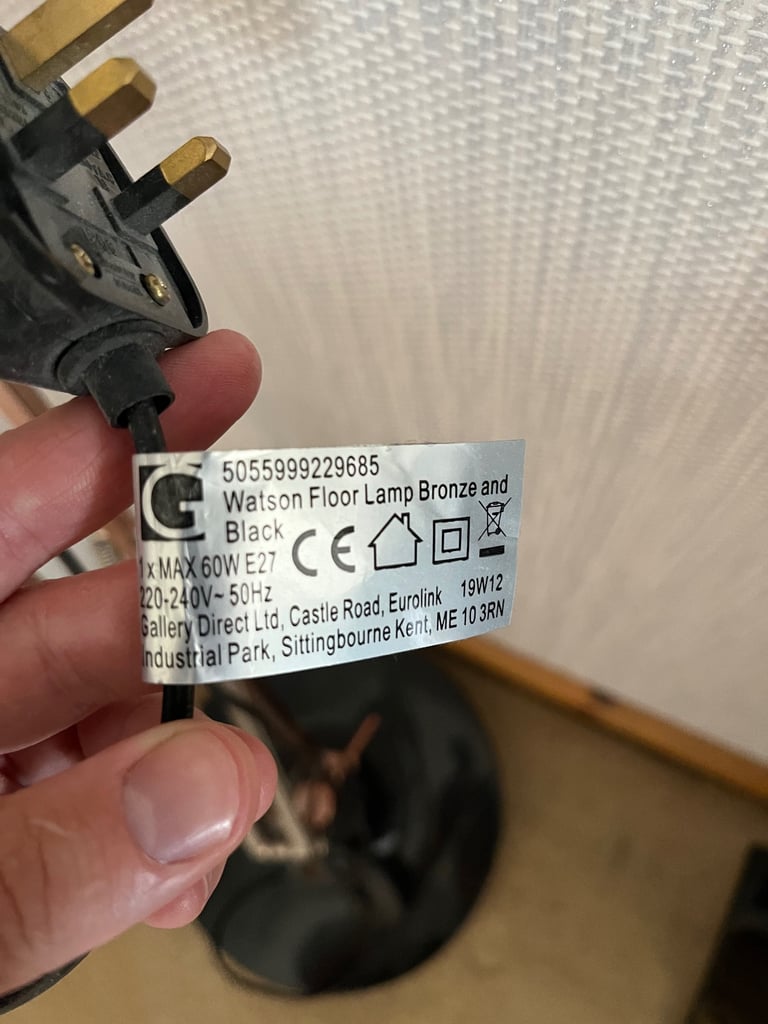 G
5055999229685
Watson Floor Lamp Bronze and
Black
1 x MAX 60W E27
CE
220-240V~ 50Hz
19W12
Gallery Direct Ltd, Castle Road, Eurolink
Industrial Park, Sittingbourne Kent, ME 10 3RN